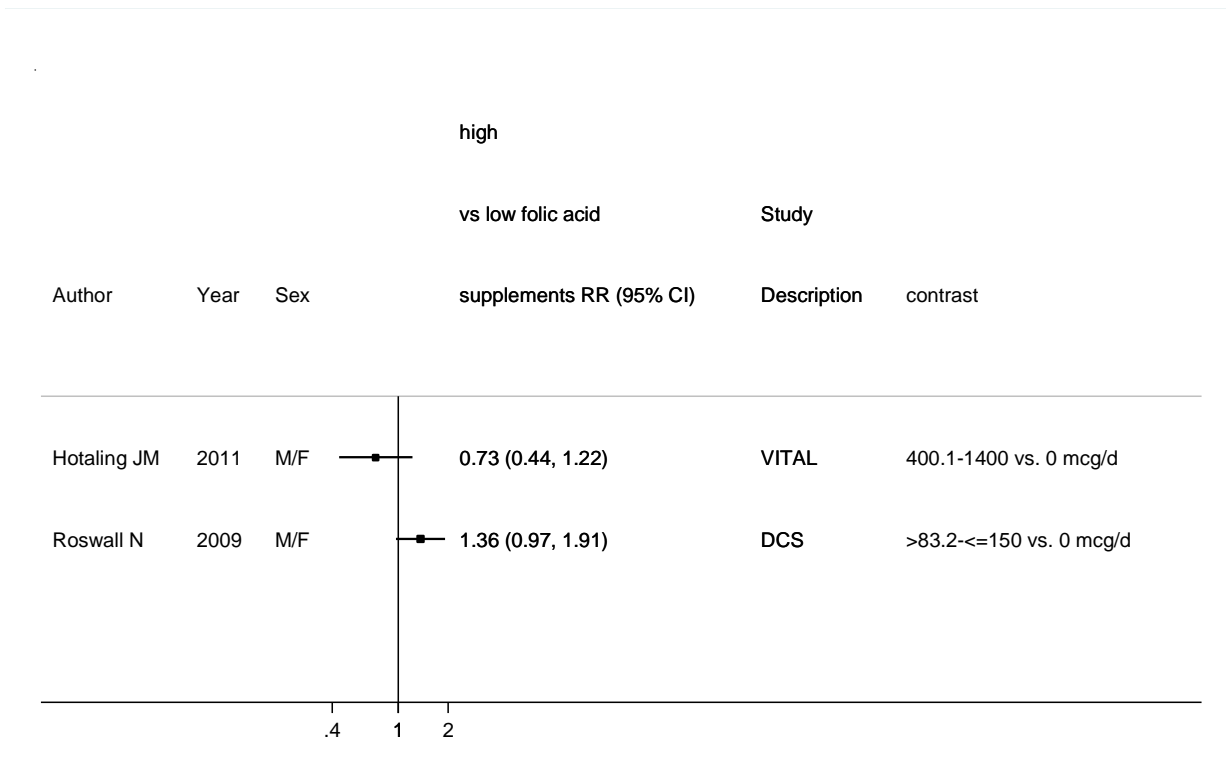 high
vs low folic acid Study
Author Year Sex supplements RR (95% CI) Description contrast
Hotaling JM 2011 M/F 0.73 (0.44, 1.22) VITAL 400.1-1400 vs. 0 mcg/d
Roswall N 2009 M/F 1.36 (0.97, 1.91) DCS >83.2-<=150 vs. 0 mcg/d
.4 1 2